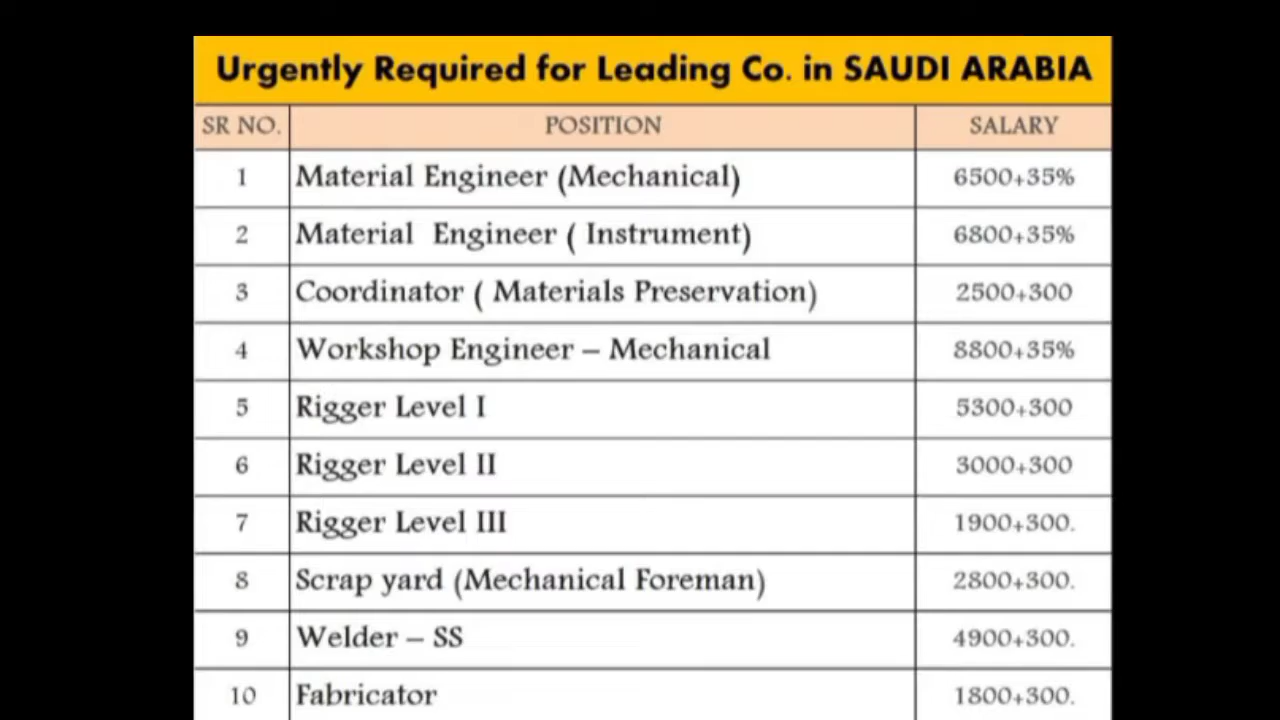 Urgently Required for Leading Co. in SAUDI ARABIA
SR NO. POSITION SALARY
1 Material Engineer (Mechanical) 6500+35%
2 Material Engineer ( Instrument) 6800+35%
3 Coordinator ( Materials Preservation) 2500+300
4 Workshop Engineer – Mechanical 8800+35%
5 Rigger Level I 5300+300
6 Rigger Level II 3000+300
7 Rigger Level III 1900+300.
8 Scrap yard (Mechanical Foreman) 2800+300.
9 Welder – SS 4900+300.
10 Fabricator 1800+300.